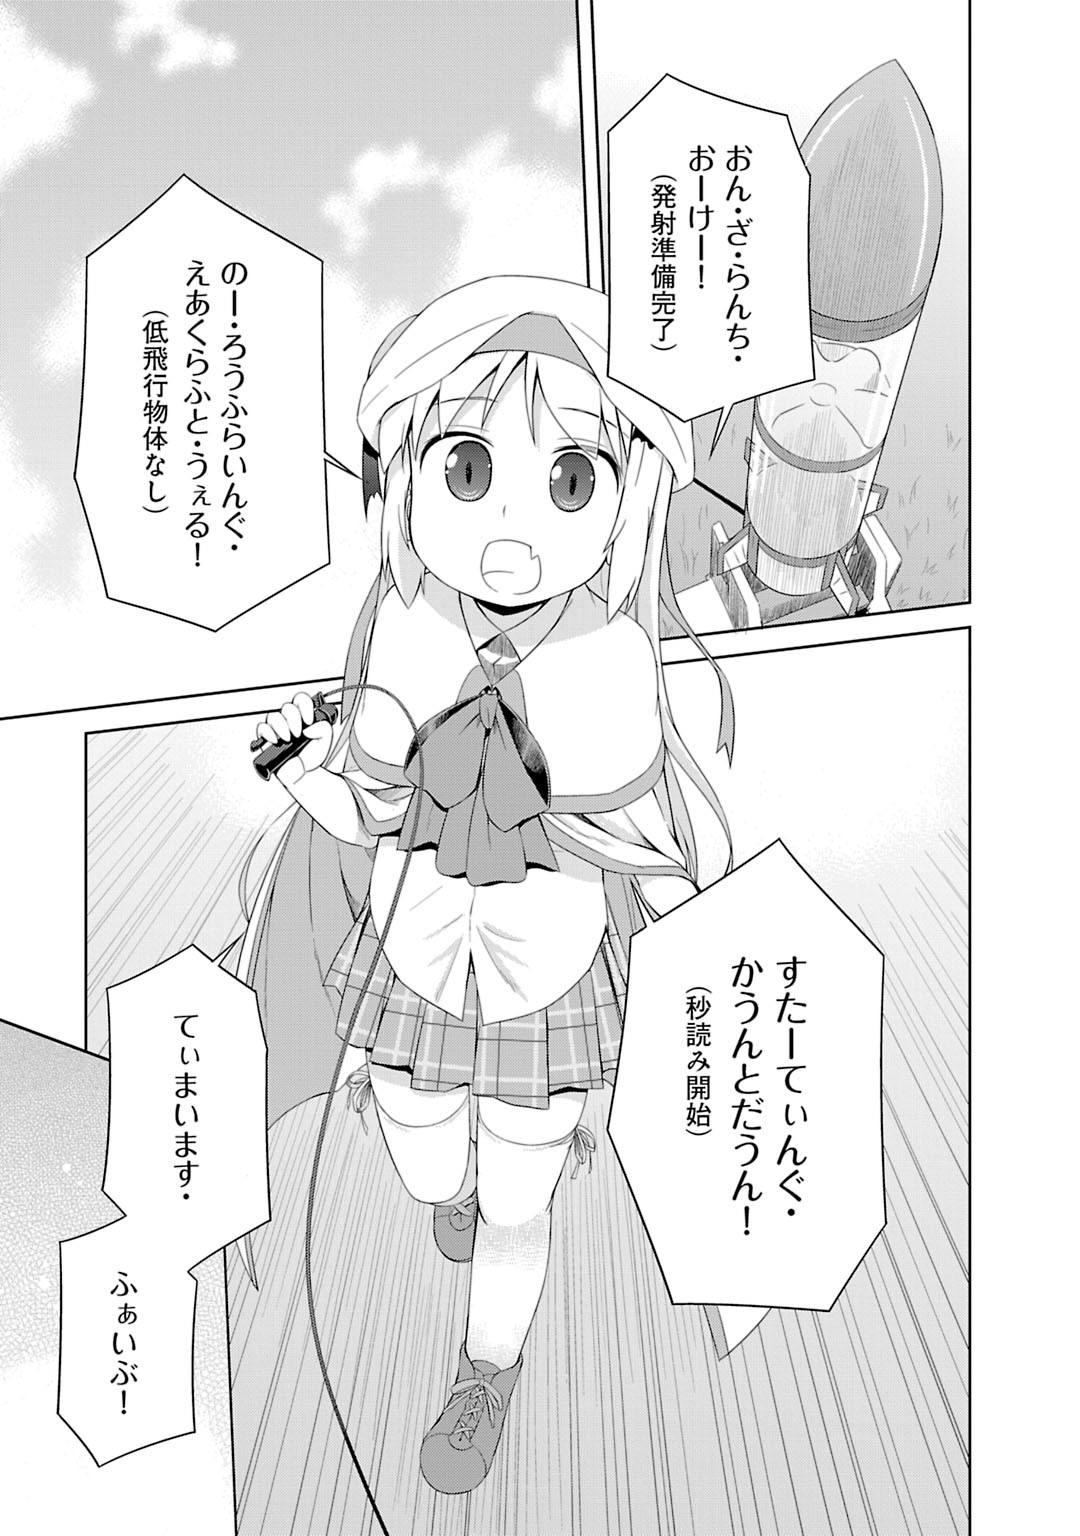 おん・ざ・らんち・
おーけー！
（発射準備完了）
のー・ろうふらいんぐ・
えあくらふと・うぇる！
（低飛行物体なし）
すたーてぃんぐ・
かうんとだうん！
（秒読み開始）
てぃまいます・
ふぁいぶ！